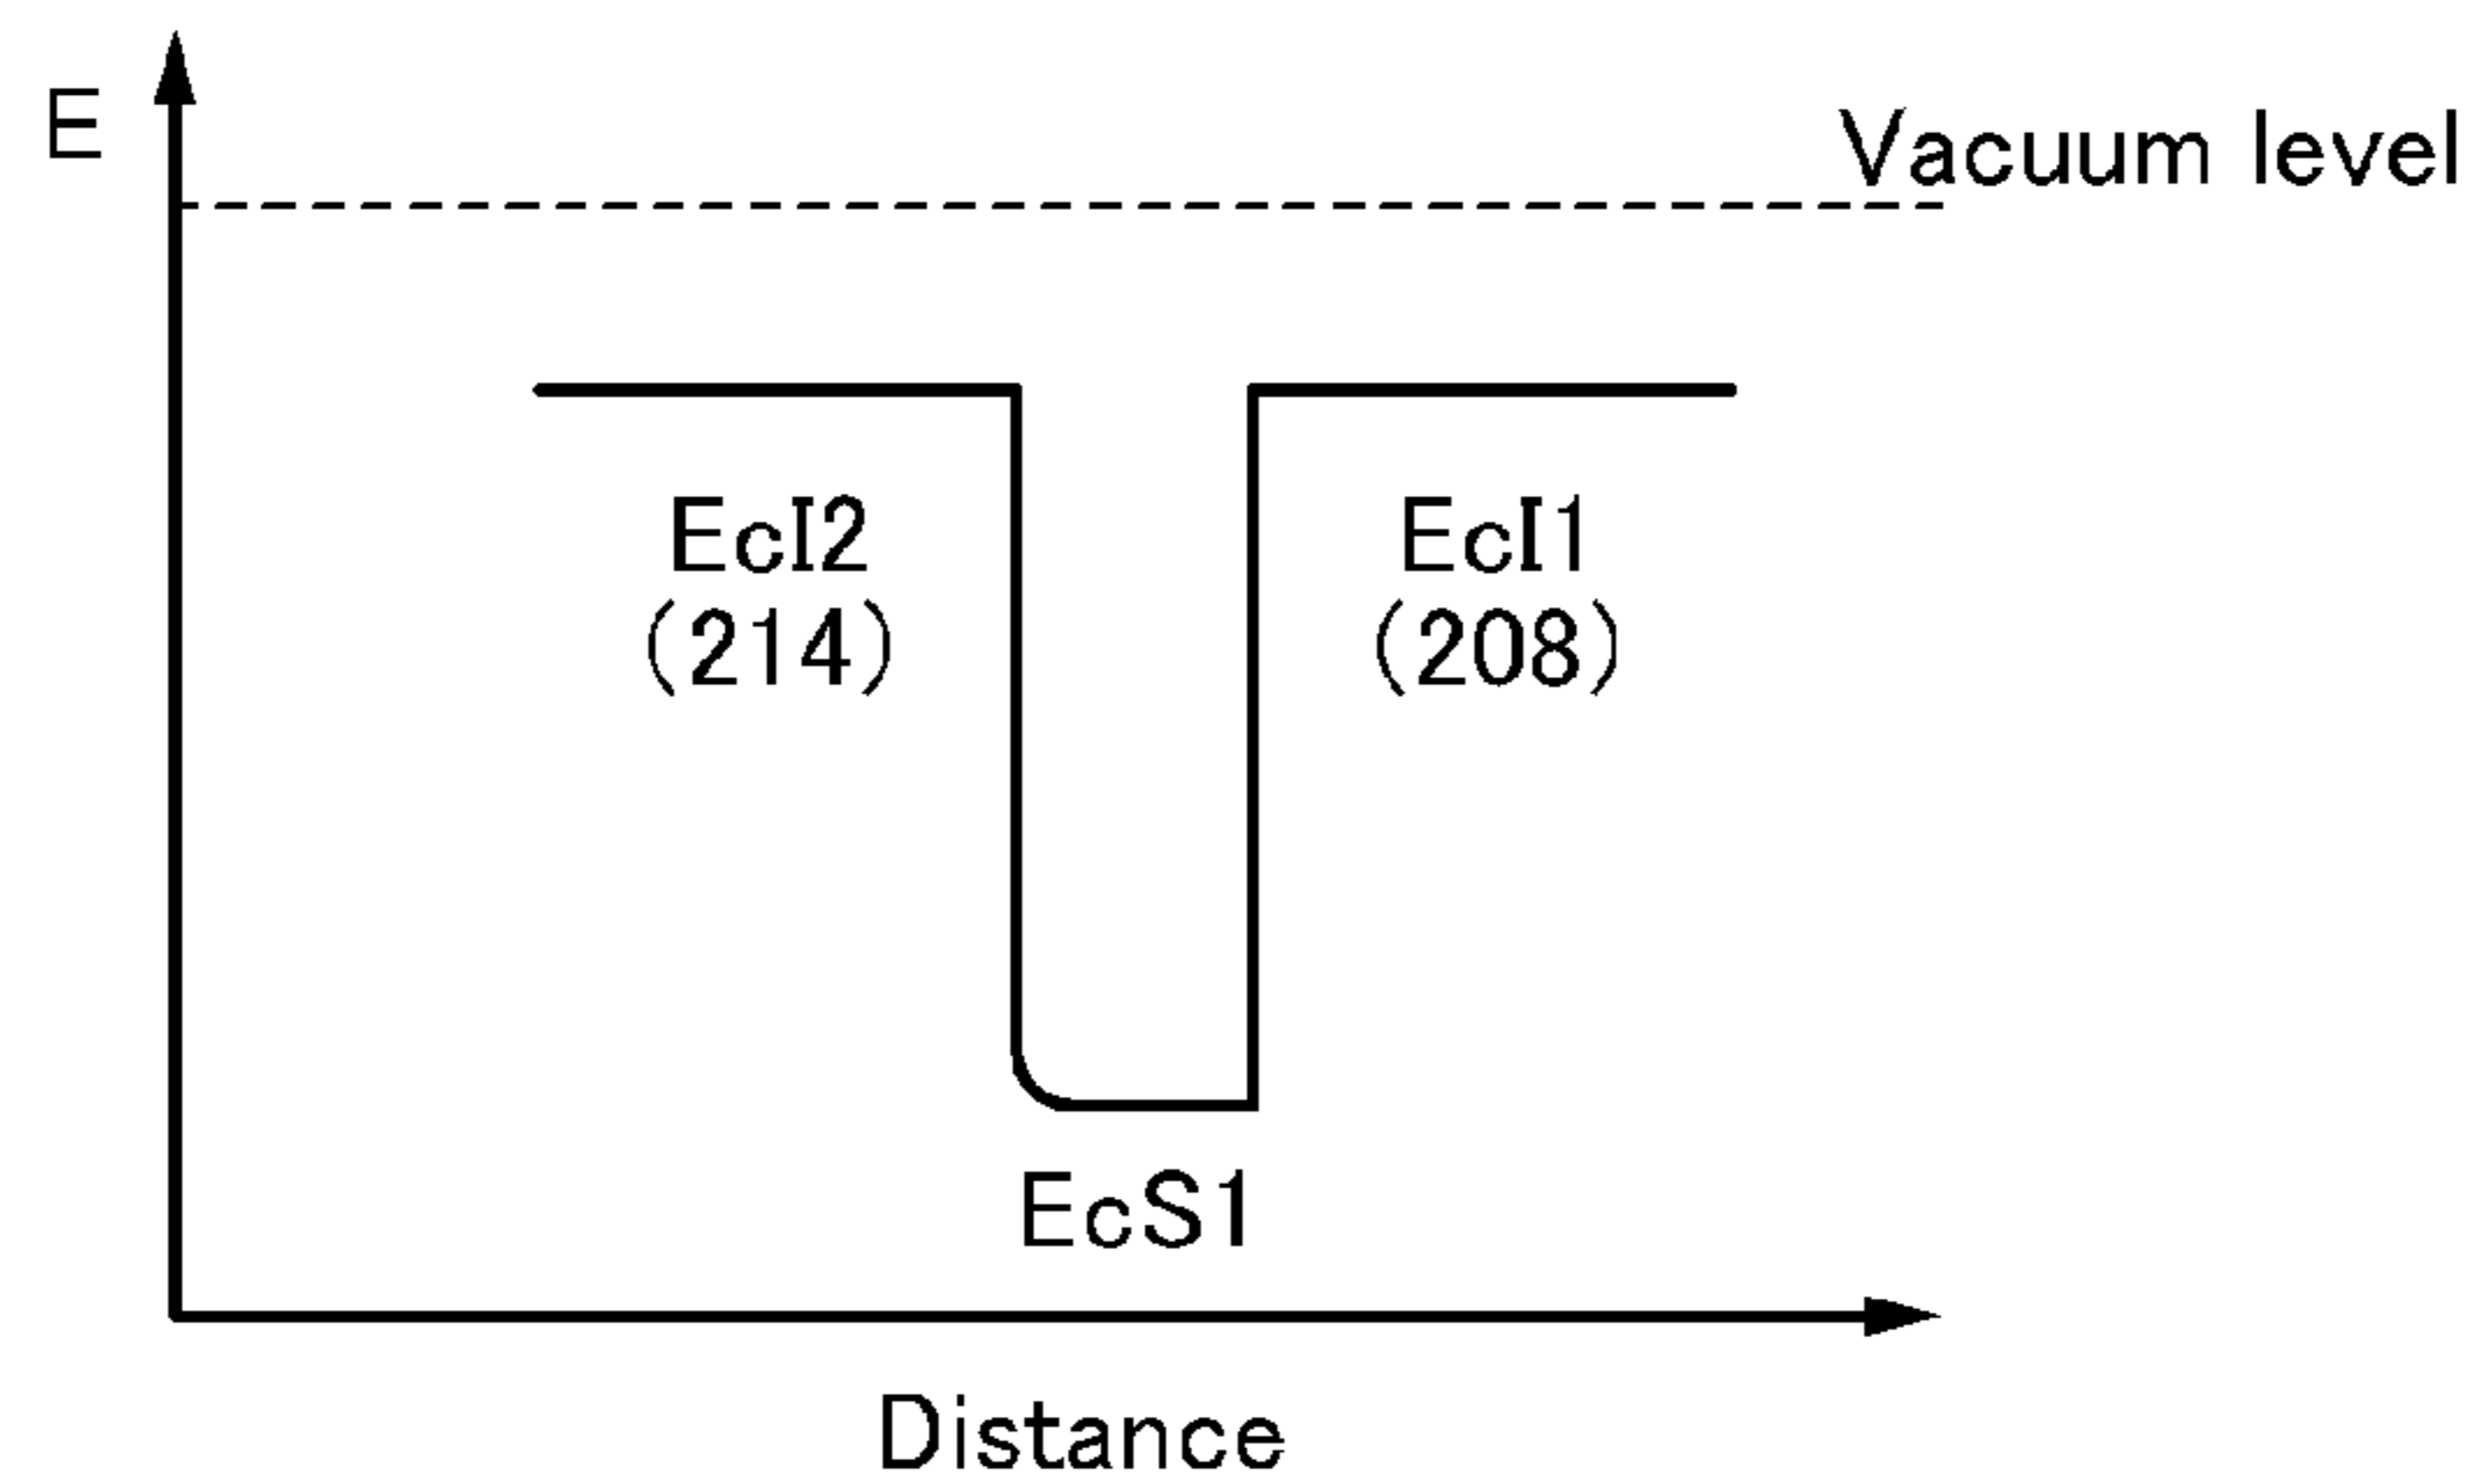 E
Vacuum level
EcI2
(214)
EcI1
(208)
EcS1
Distance